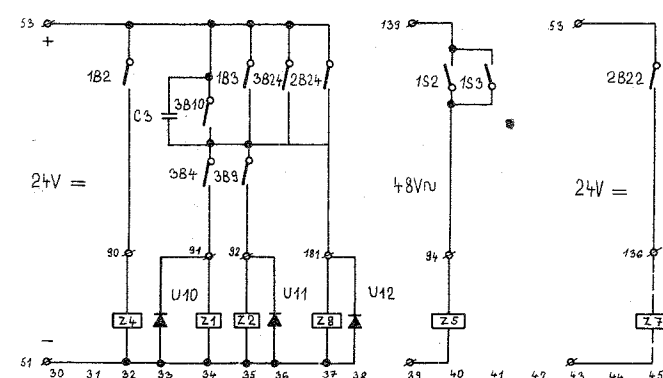 53 139 53
+
1B2 1B3 3B24 2B24 1S2 1S3 2B22
C3 3B10
3B4 3B9
24V = 48V~ 24V =
90 91 92 181 94 136
U10 U11 U12
Z4 Z1 Z2 Z8 Z5 Z7
−
51 30 31 32 33 34 35 36 37 38 39 40 41 42 43 44 45